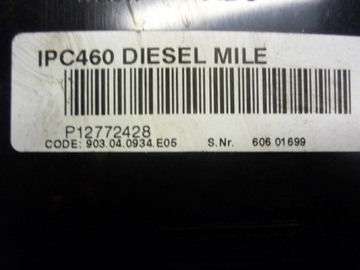 IPC460 DIESEL MILE
P12772428
CODE: 903.04.0934.E05 S.Nr. 606 01699